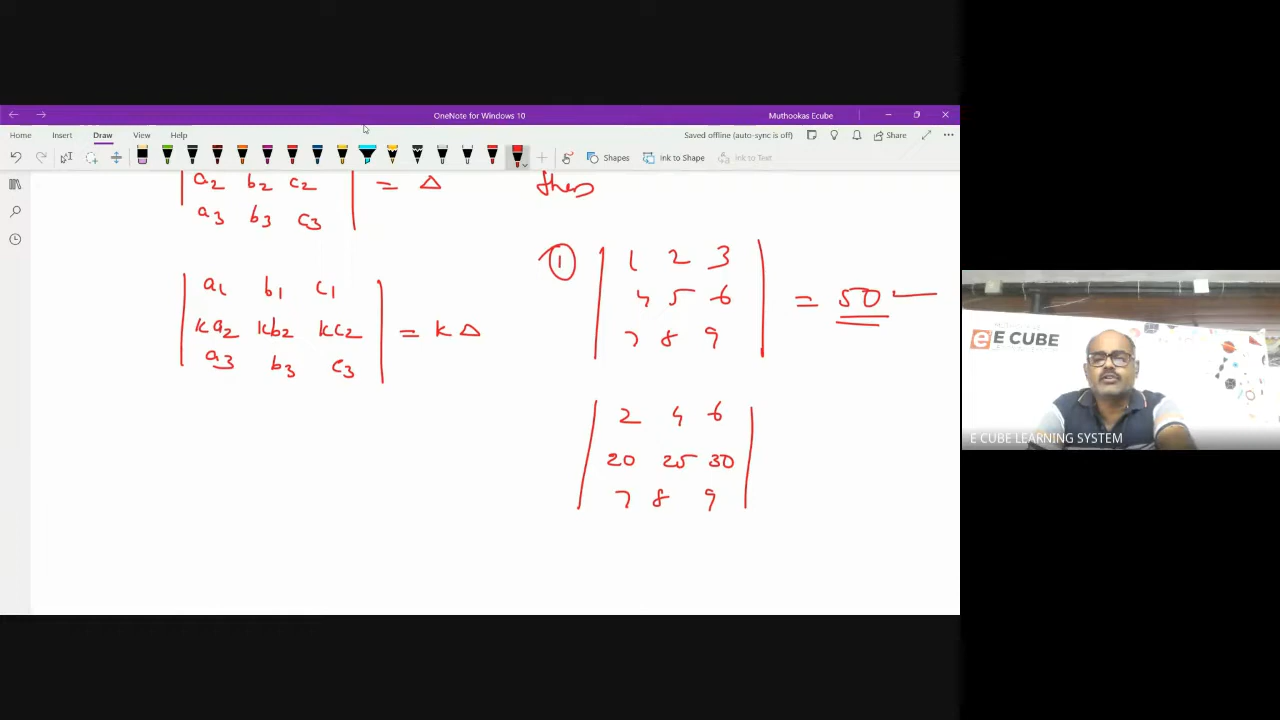 OneNote for Windows 10
Muthookas Ecube
Home Insert Draw View Help
Saved offline (auto-sync is off)
Share
Shapes
Ink to Shape
Ink to Text
a2 b2 c2 = Δ
a3 b3 c3
a1 b1 c1
ka2 kb2 kc2 = k Δ
a3 b3 c3
then
1
1 2 3
4 5 6 = 50
7 8 9
2 4 6
20 25 30
7 8 9
e E CUBE
E CUBE LEARNING SYSTEM